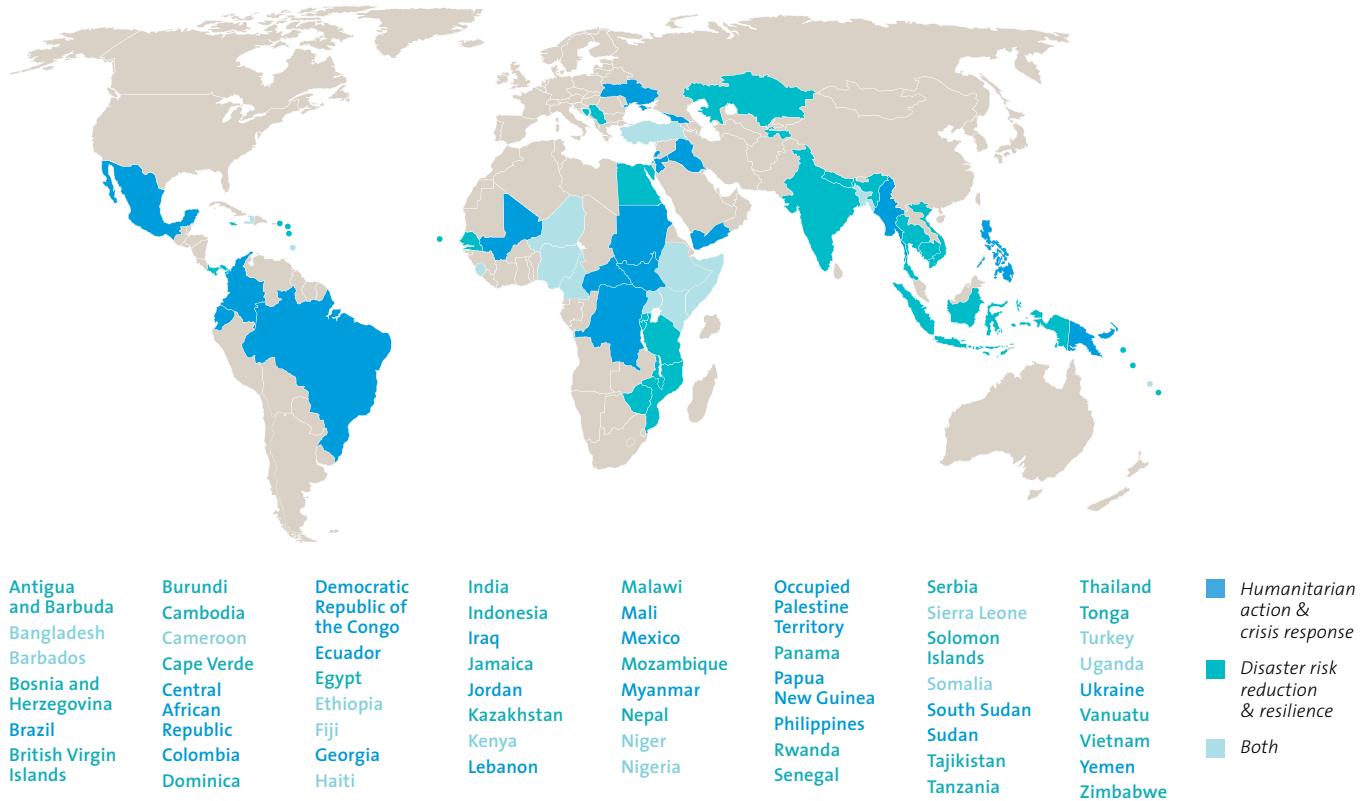 Antigua
and Barbuda
Bangladesh
Barbados
Bosnia and
Herzegovina
Brazil
British Virgin
Islands
Burundi
Cambodia
Cameroon
Cape Verde
Central
African
Republic
Colombia
Dominica
Democratic
Republic of
the Congo
Ecuador
Egypt
Ethiopia
Fiji
Georgia
Haiti
India
Indonesia
Iraq
Jamaica
Jordan
Kazakhstan
Kenya
Lebanon
Malawi
Mali
Mexico
Mozambique
Myanmar
Nepal
Niger
Nigeria
Occupied
Palestine
Territory
Panama
Papua
New Guinea
Philippines
Rwanda
Senegal
Serbia
Sierra Leone
Solomon
Islands
Somalia
South Sudan
Sudan
Tajikistan
Tanzania
Thailand
Tonga
Turkey
Uganda
Ukraine
Vanuatu
Vietnam
Yemen
Zimbabwe
Humanitarian
action &
crisis response
Disaster risk
reduction
& resilience
Both